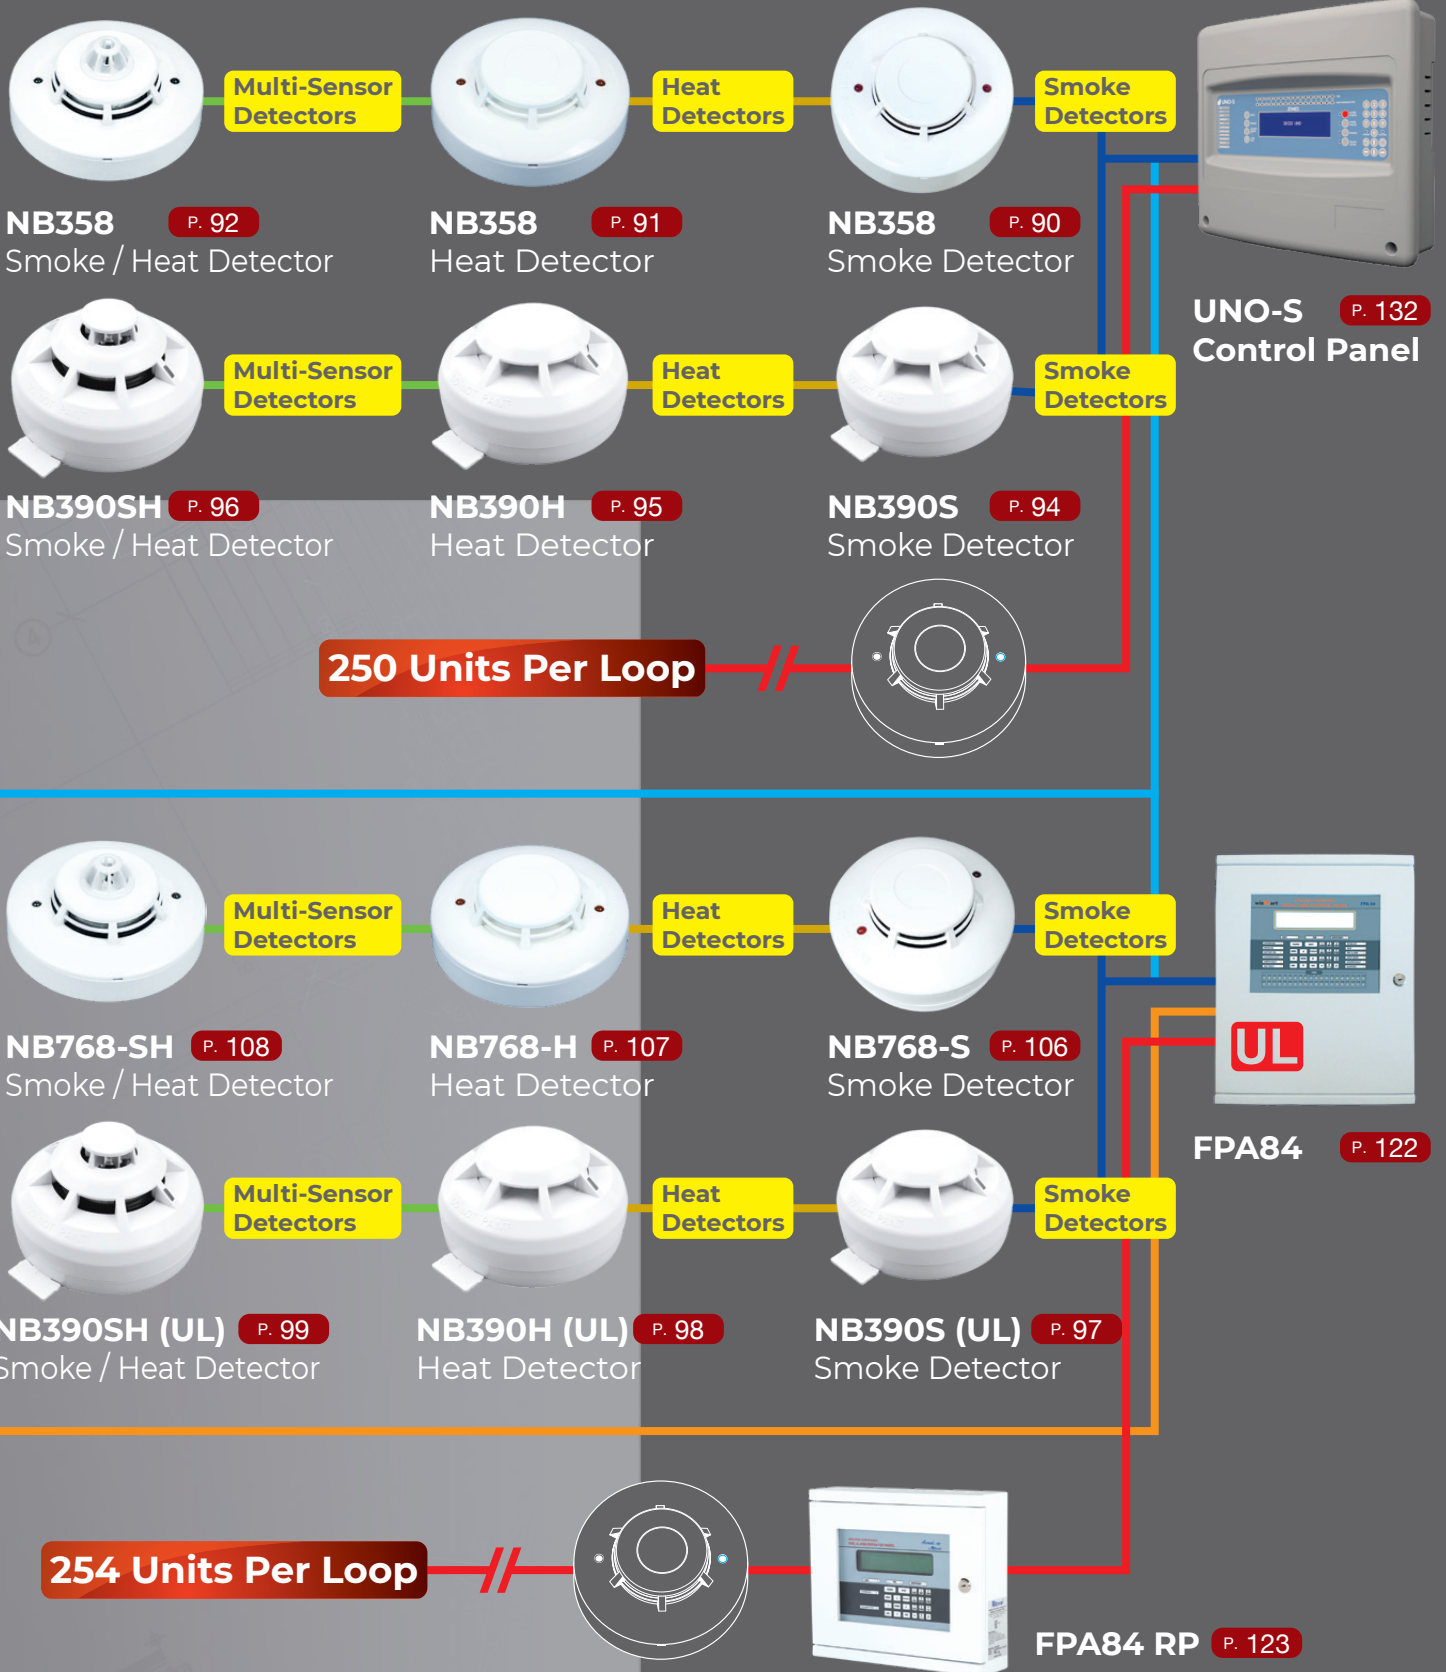 Multi-Sensor
Detectors
Heat
Detectors
Smoke
Detectors
UNO-S
NB358 P. 92
Smoke / Heat Detector
NB358 P. 91
Heat Detector
NB358 P. 90
Smoke Detector
UNO-S P. 132
Control Panel
Multi-Sensor
Detectors
Heat
Detectors
Smoke
Detectors
NB390SH P. 96
Smoke / Heat Detector
NB390H P. 95
Heat Detector
NB390S P. 94
Smoke Detector
250 Units Per Loop
Multi-Sensor
Detectors
Heat
Detectors
Smoke
Detectors
NB768-SH P. 108
Smoke / Heat Detector
NB768-H P. 107
Heat Detector
NB768-S P. 106
Smoke Detector
UL
FPA84 P. 122
Multi-Sensor
Detectors
Heat
Detectors
Smoke
Detectors
NB390SH (UL) P. 99
Smoke / Heat Detector
NB390H (UL) P. 98
Heat Detector
NB390S (UL) P. 97
Smoke Detector
254 Units Per Loop
FPA84 RP P. 123